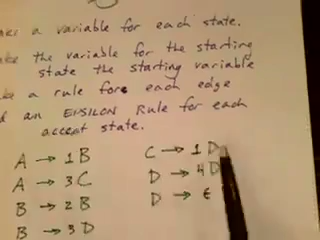 a variable for each state.
the variable for the starting
state the starting variable
a rule for each edge
an EPSILON Rule for each
accept state.
A → 1 B
A → 3 C
B → 2 B
B → 3 D
C → 1 D
D → 4 D
D → ε